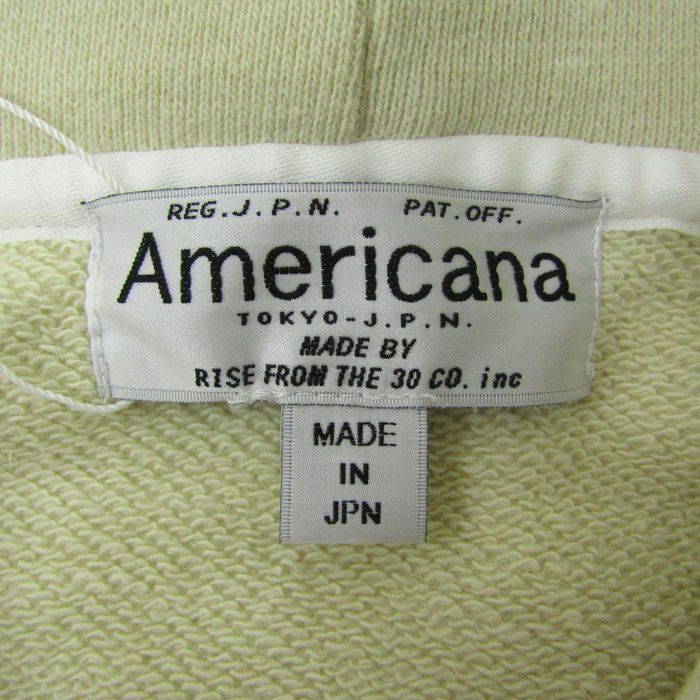 REG.J.P.N. PAT.OFF.
Americana
TOKYO-J.P.N.
MADE BY
RISE FROM THE 30 CO. inc
MADE
IN
JPN